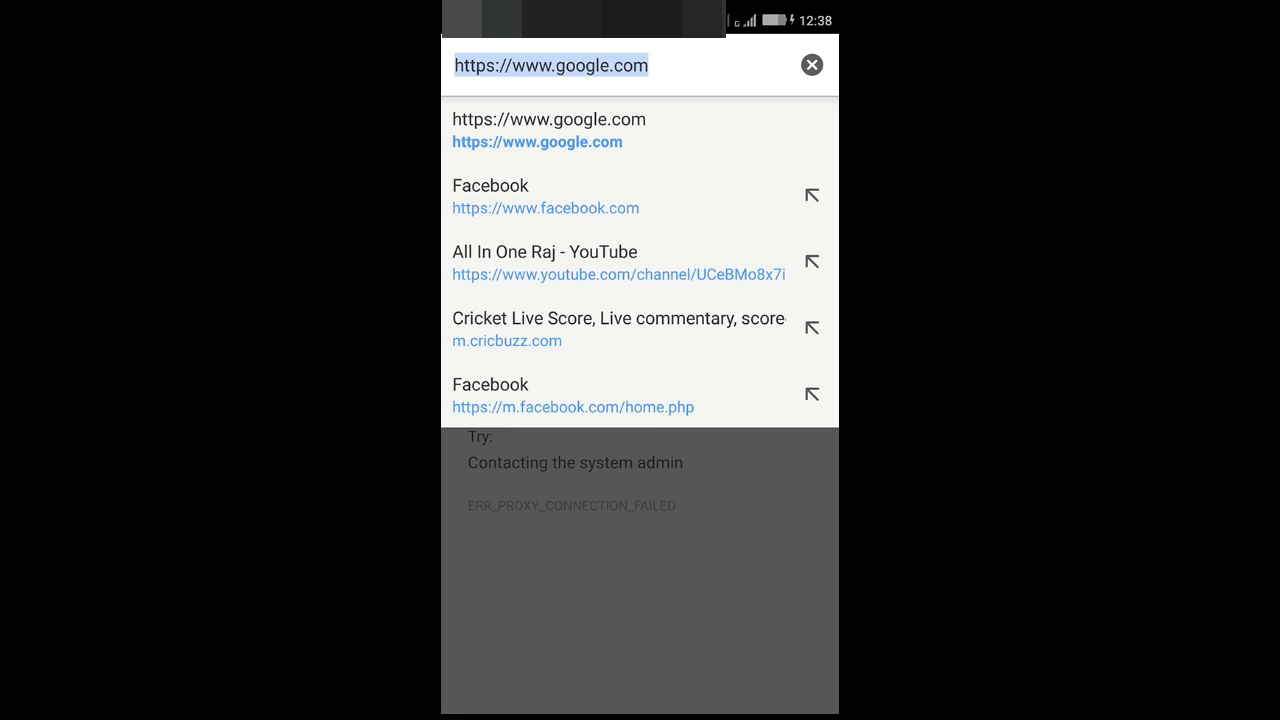 12:38
https://www.google.com
https://www.google.com
https://www.google.com
Facebook
https://www.facebook.com
All In One Raj - YouTube
https://www.youtube.com/channel/UCeBMo8x7i
Cricket Live Score, Live commentary, score
m.cricbuzz.com
Facebook
https://m.facebook.com/home.php
Try:
Contacting the system admin
ERR_PROXY_CONNECTION_FAILED